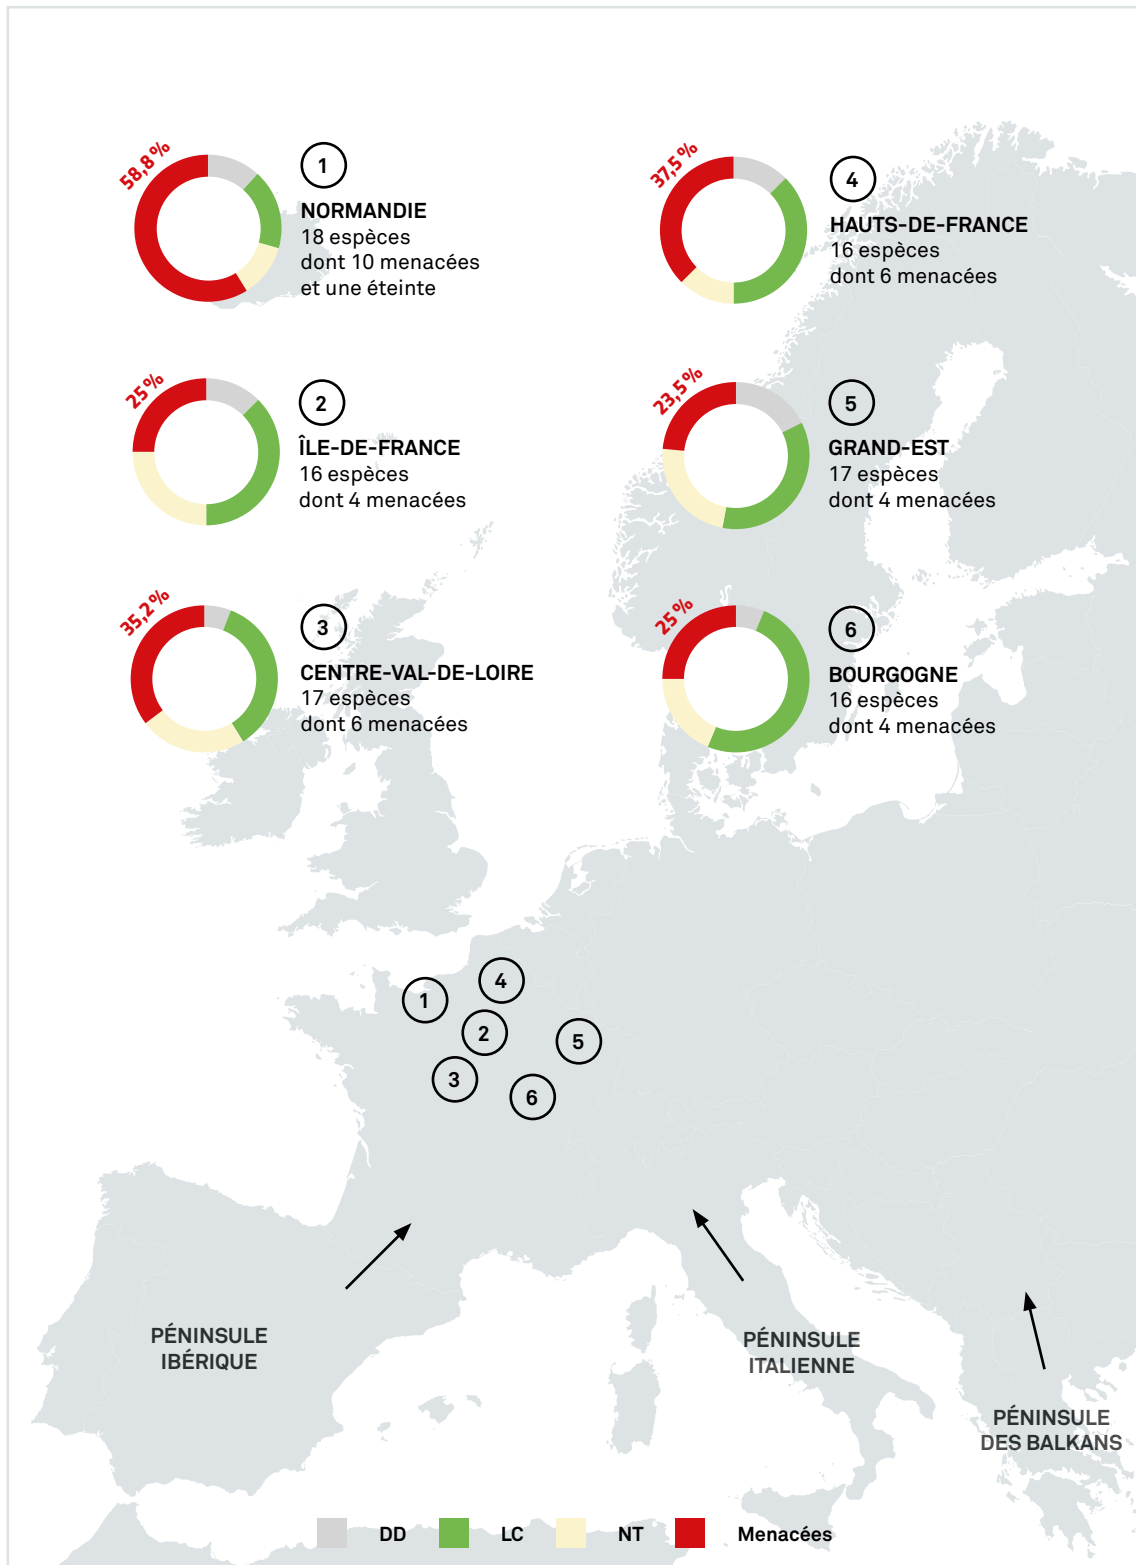 58,8 %
1
NORMANDIE
18 espèces
dont 10 menacées
et une éteinte
25 %
2
ÎLE-DE-FRANCE
16 espèces
dont 4 menacées
35,2 %
3
CENTRE-VAL-DE-LOIRE
17 espèces
dont 6 menacées
37,5 %
4
HAUTS-DE-FRANCE
16 espèces
dont 6 menacées
23,5 %
5
GRAND-EST
17 espèces
dont 4 menacées
25 %
6
BOURGOGNE
16 espèces
dont 4 menacées
4
1
2
5
3
6
PÉNINSULE
IBÉRIQUE
PÉNINSULE
ITALIENNE
PÉNINSULE
DES BALKANS
DD LC NT Menacées